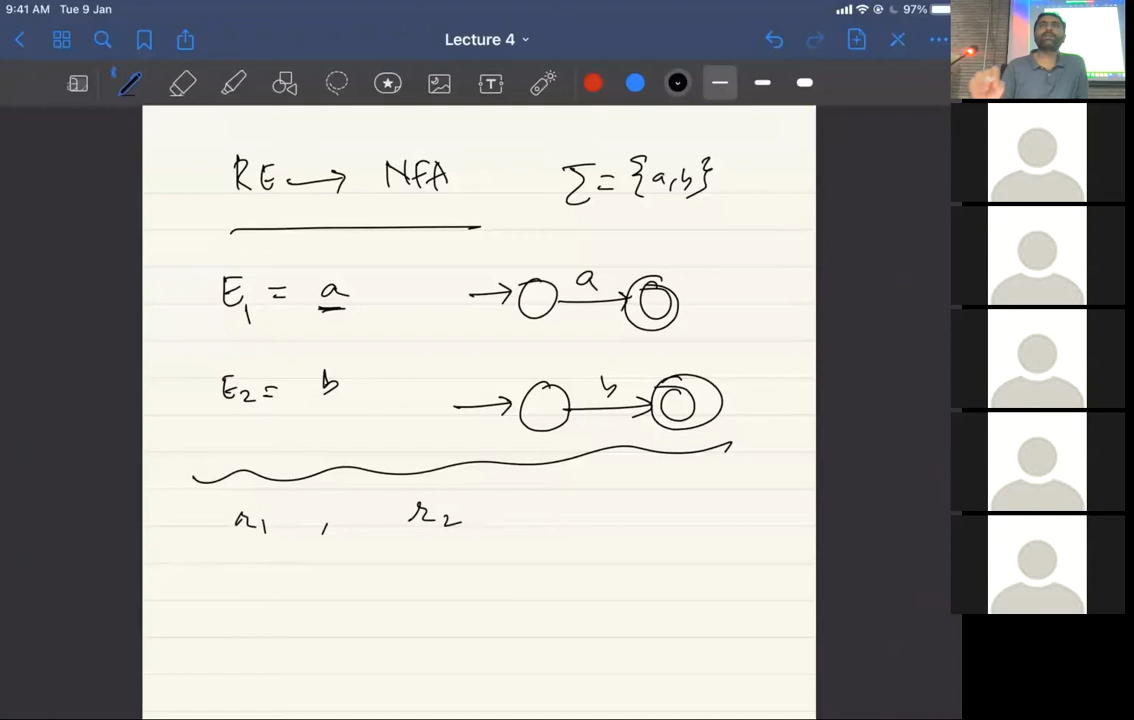 9:41 AM Tue 9 Jan
97%
Lecture 4
RE → NFA Σ = {a,b}
E1 = a a
E2 = b b
r1 , r2